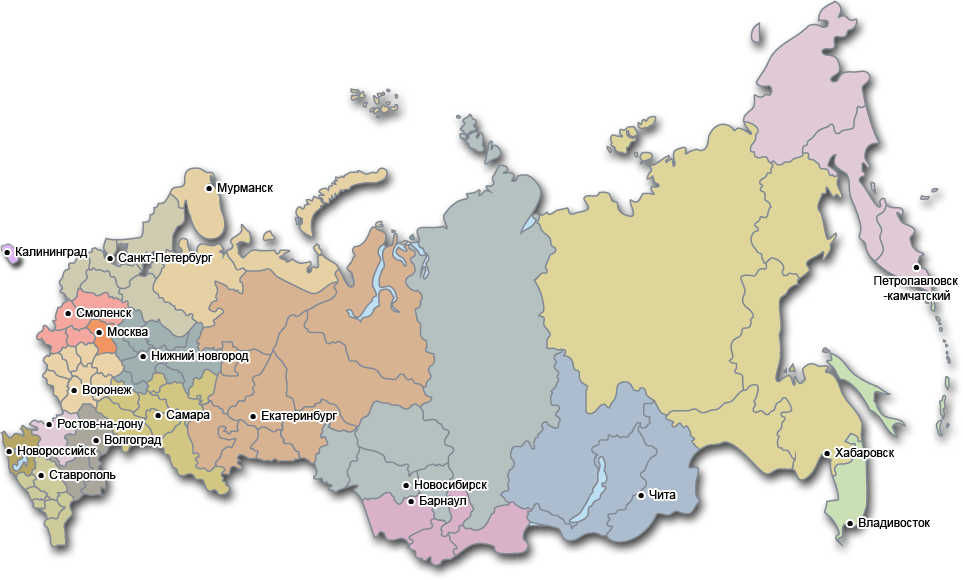 Мурманск
Калининград
Санкт-Петербург
Петропавловск
-камчатский
Смоленск
Москва
Нижний новгород
Воронеж
Самара
Екатеринбург
Ростов-на-дону
Волгоград
Новороссийск
Хабаровск
Ставрополь
Новосибирск
Чита
Барнаул
Владивосток